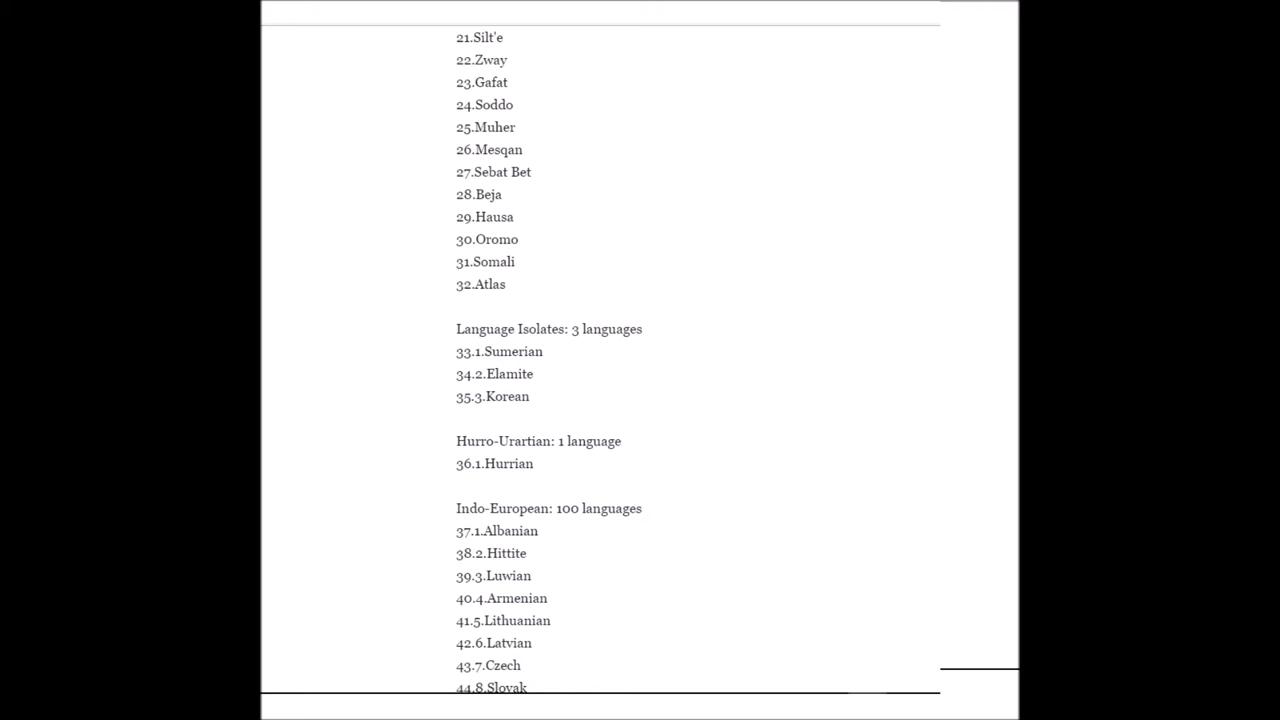 21.Silt'e
22.Zway
23.Gafat
24.Soddo
25.Muher
26.Mesqan
27.Sebat Bet
28.Beja
29.Hausa
30.Oromo
31.Somali
32.Atlas
Language Isolates: 3 languages
33.1.Sumerian
34.2.Elamite
35.3.Korean
Hurro-Urartian: 1 language
36.1.Hurrian
Indo-European: 100 languages
37.1.Albanian
38.2.Hittite
39.3.Luwian
40.4.Armenian
41.5.Lithuanian
42.6.Latvian
43.7.Czech
44.8.Slovak